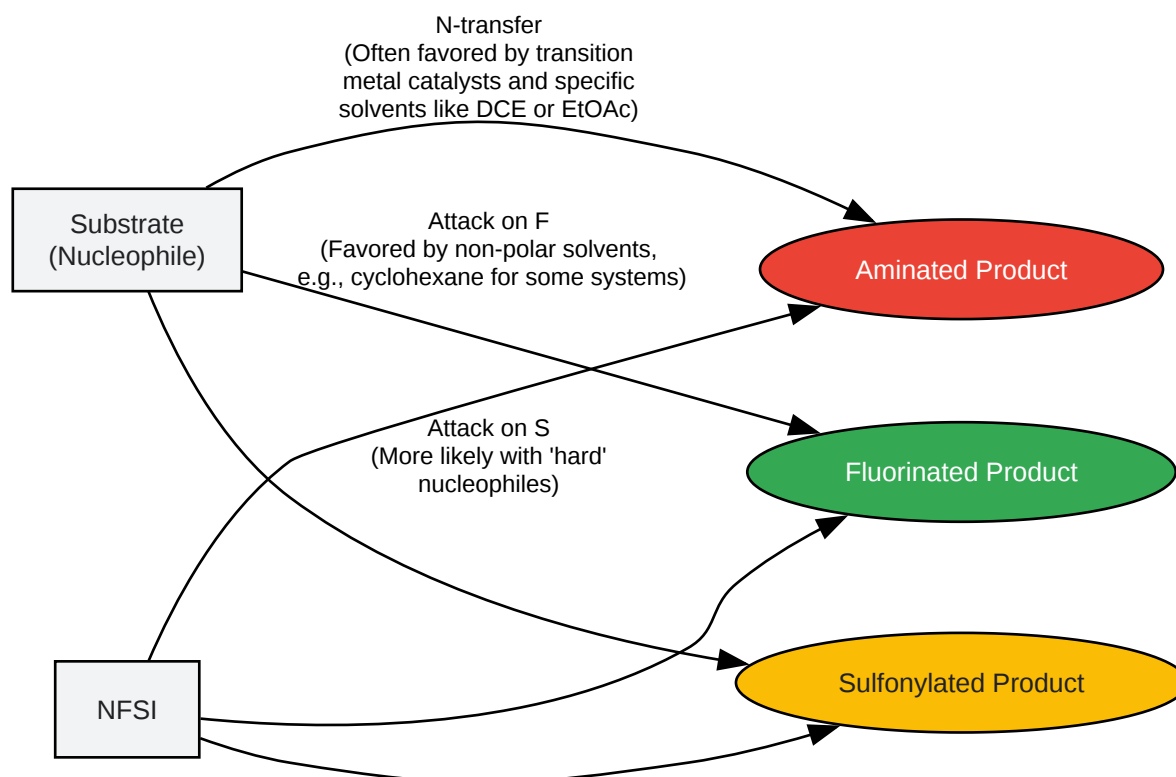 N-transfer
(Often favored by transition
metal catalysts and specific
solvents like DCE or EtOAc)
Substrate
(Nucleophile)
Attack on F
(Favored by non-polar solvents,
e.g., cyclohexane for some systems)
Aminated Product
Attack on S
(More likely with 'hard'
nucleophiles)
Fluorinated Product
NFSI
Sulfonylated Product